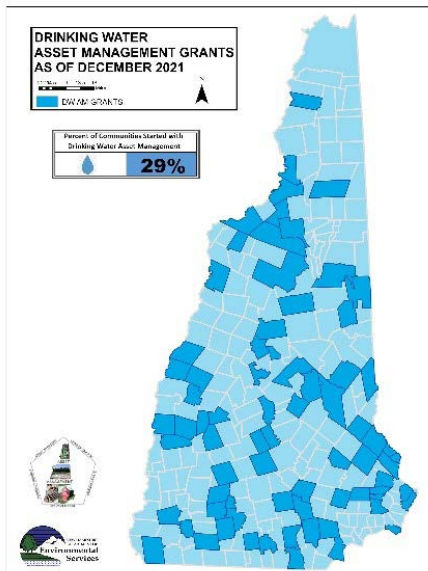 DRINKING WATER
ASSET MANAGEMENT GRANTS
AS OF DECEMBER 2021
DW AM GRANTS
Percent of Communities Started with
Drinking Water Asset Management
29%
MANAGEMENT
Environmental
Services